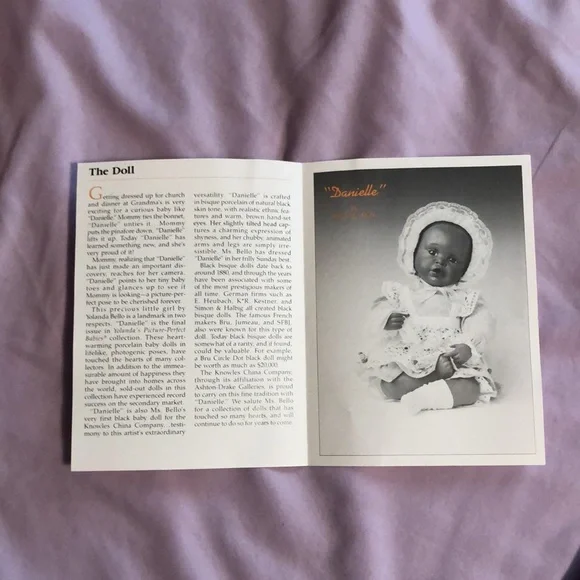 The Doll
Getting dressed up for church
and dinner at Grandma's is
very exciting for a curious baby like
"Danielle." Mommy ties the bonnet,
"Danielle" unties it. Mommy
puts the pinafore down, "Danielle"
lifts it up. Today "Danielle" has
learned something new, and she's
very proud of it!
Mommy, realizing that "Danielle"
has just made an important dis-
covery, reaches for her camera.
"Danielle" points to her tiny baby
toes and glances up to see if
Mommy is looking—a picture-per-
fect pose to be cherished forever.
This precious little girl by
Yolanda Bello is a landmark in two
respects. "Danielle" is the final
issue in Yolanda's Picture-Perfect
Babies® collection. These heart-
warming porcelain baby dolls in
lifelike, photogenic poses, have
touched the hearts of many col-
lectors. In addition to the immea-
surable amount of happiness they
have brought into homes across
the world, sold-out dolls in this
collection have experienced record
success on the secondary market.
"Danielle" is also Ms. Bello's
very first black baby doll for the
Knowles China Company...testi-
mony to this artist's extraordinary
versatility. "Danielle" is crafted
in bisque porcelain of natural black
skin tone, with realistic ethnic fea-
tures and warm, brown hand-set
eyes. Her slightly tilted head cap-
tures a charming expression of
shyness, and her chubby, animated
arms and legs are simply irre-
sistible. Ms. Bello has dressed
"Danielle" in her frilly Sunday best.
Black bisque dolls date back to
around 1880, and through the years
have been associated with some
of the most prestigious makers of
all time. German firms such as
E. Heubach, K*R, Kestner, and
Simon & Halbig all created black
bisque dolls. The famous French
makers Bru, Jumeau, and SFBJ,
also were known for this type of
doll. Today black bisque dolls are
somewhat of a rarity, and if found,
could be valuable. For example,
a Bru Circle Dot black doll might
be worth as much as $20,000.
The Knowles China Company,
through its affiliation with the
Ashton-Drake Galleries, is proud
to carry on this fine tradition with
"Danielle." We salute Ms. Bello
for a collection of dolls that has
touched so many hearts, and will
continue to do so for years to come.
"Danielle"